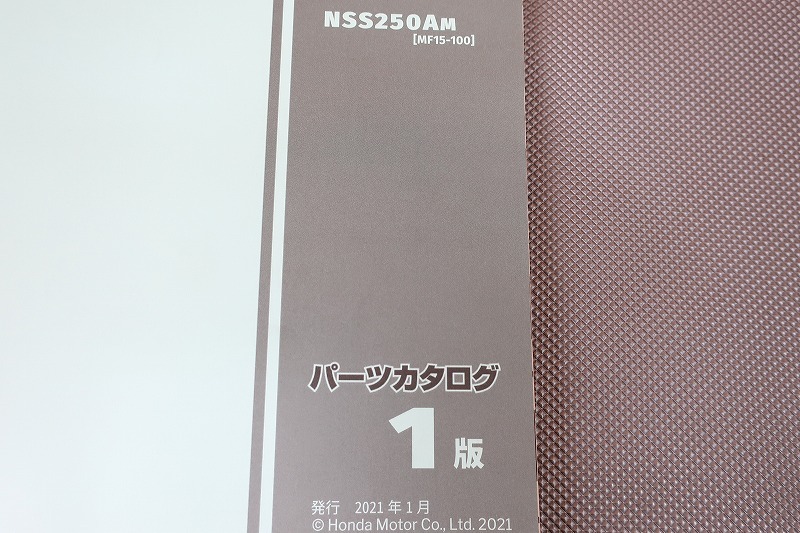 NSS250AM
[MF15-100]
パーツカタログ
1版
発行 2021年1月
© Honda Motor Co., Ltd. 2021